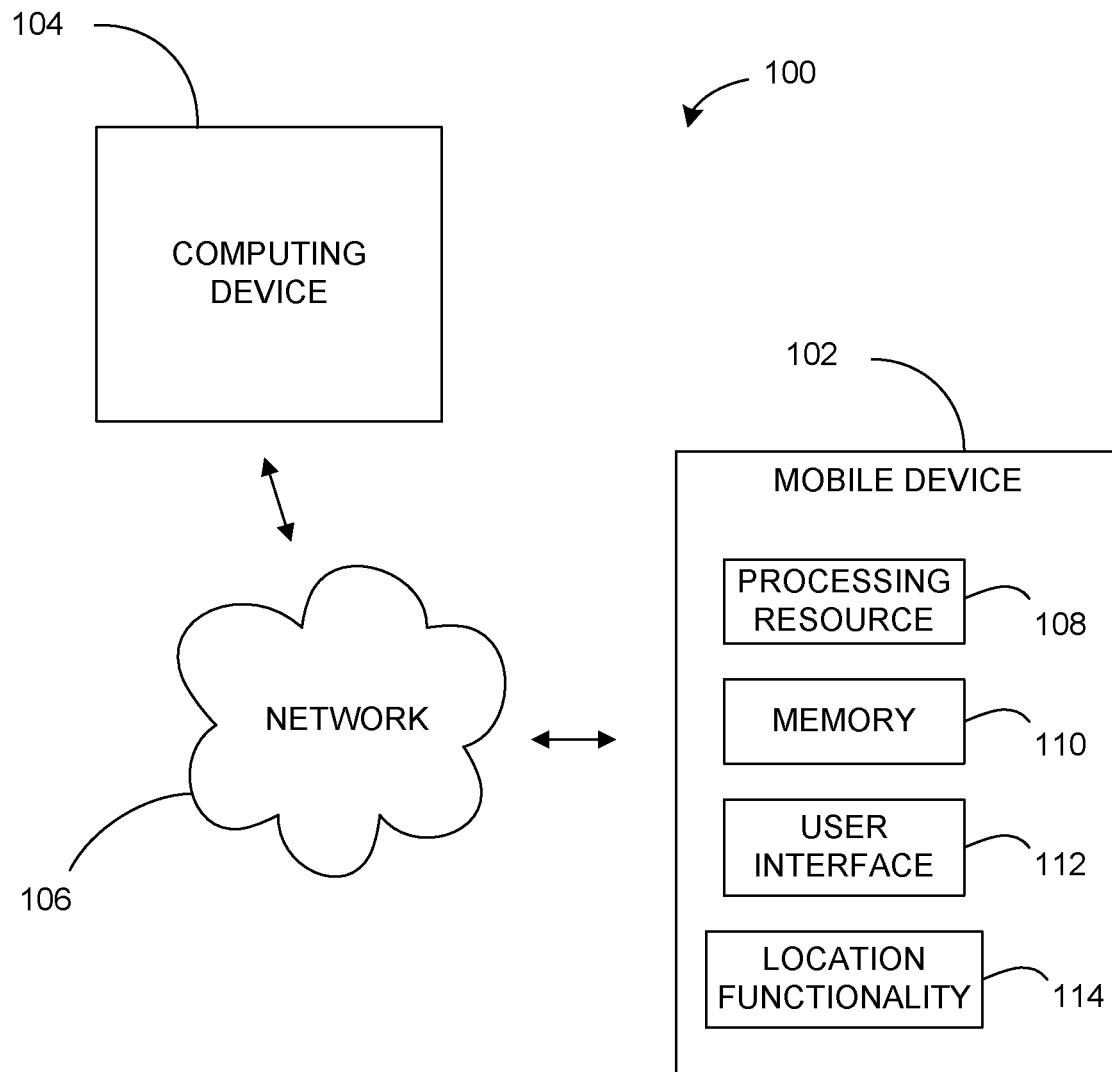 104
100
COMPUTING
DEVICE
102
MOBILE DEVICE
PROCESSING
RESOURCE
108
NETWORK
MEMORY
110
USER
INTERFACE
112
106
LOCATION
FUNCTIONALITY
114